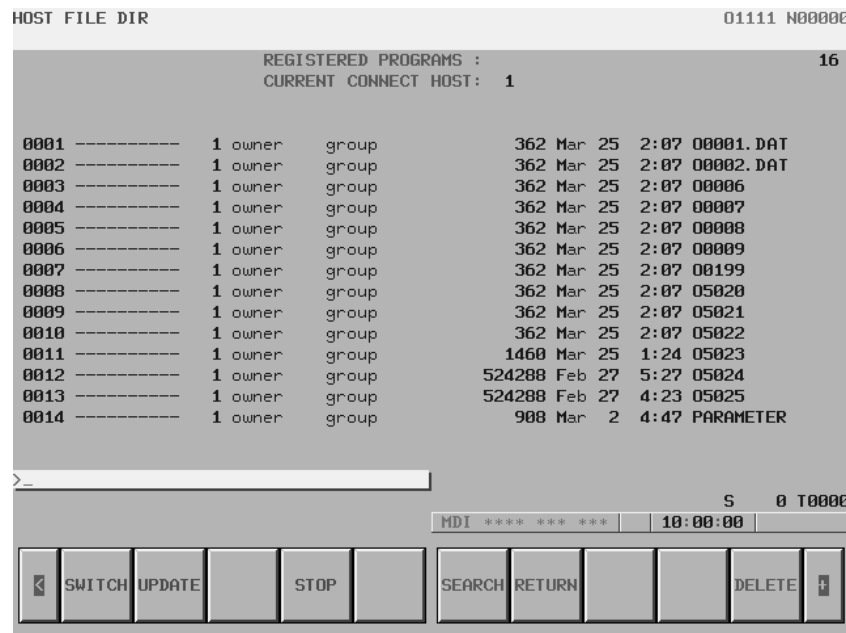 HOST FILE DIR O1111 N00000
REGISTERED PROGRAMS : 16
CURRENT CONNECT HOST: 1
0001 ---------- 1 owner group 362 Mar 25 2:07 O0001.DAT
0002 ---------- 1 owner group 362 Mar 25 2:07 O0002.DAT
0003 ---------- 1 owner group 362 Mar 25 2:07 O0006
0004 ---------- 1 owner group 362 Mar 25 2:07 O0007
0005 ---------- 1 owner group 362 Mar 25 2:07 O0008
0006 ---------- 1 owner group 362 Mar 25 2:07 O0009
0007 ---------- 1 owner group 362 Mar 25 2:07 O0199
0008 ---------- 1 owner group 362 Mar 25 2:07 O5020
0009 ---------- 1 owner group 362 Mar 25 2:07 O5021
0010 ---------- 1 owner group 362 Mar 25 2:07 O5022
0011 ---------- 1 owner group 1460 Mar 25 1:24 O5023
0012 ---------- 1 owner group 524288 Feb 27 5:27 O5024
0013 ---------- 1 owner group 524288 Feb 27 4:23 O5025
0014 ---------- 1 owner group 908 Mar 2 4:47 PARAMETER
>_
S 0 T0000
MDI **** *** *** 10:00:00
< SWITCH UPDATE STOP SEARCH RETURN DELETE +